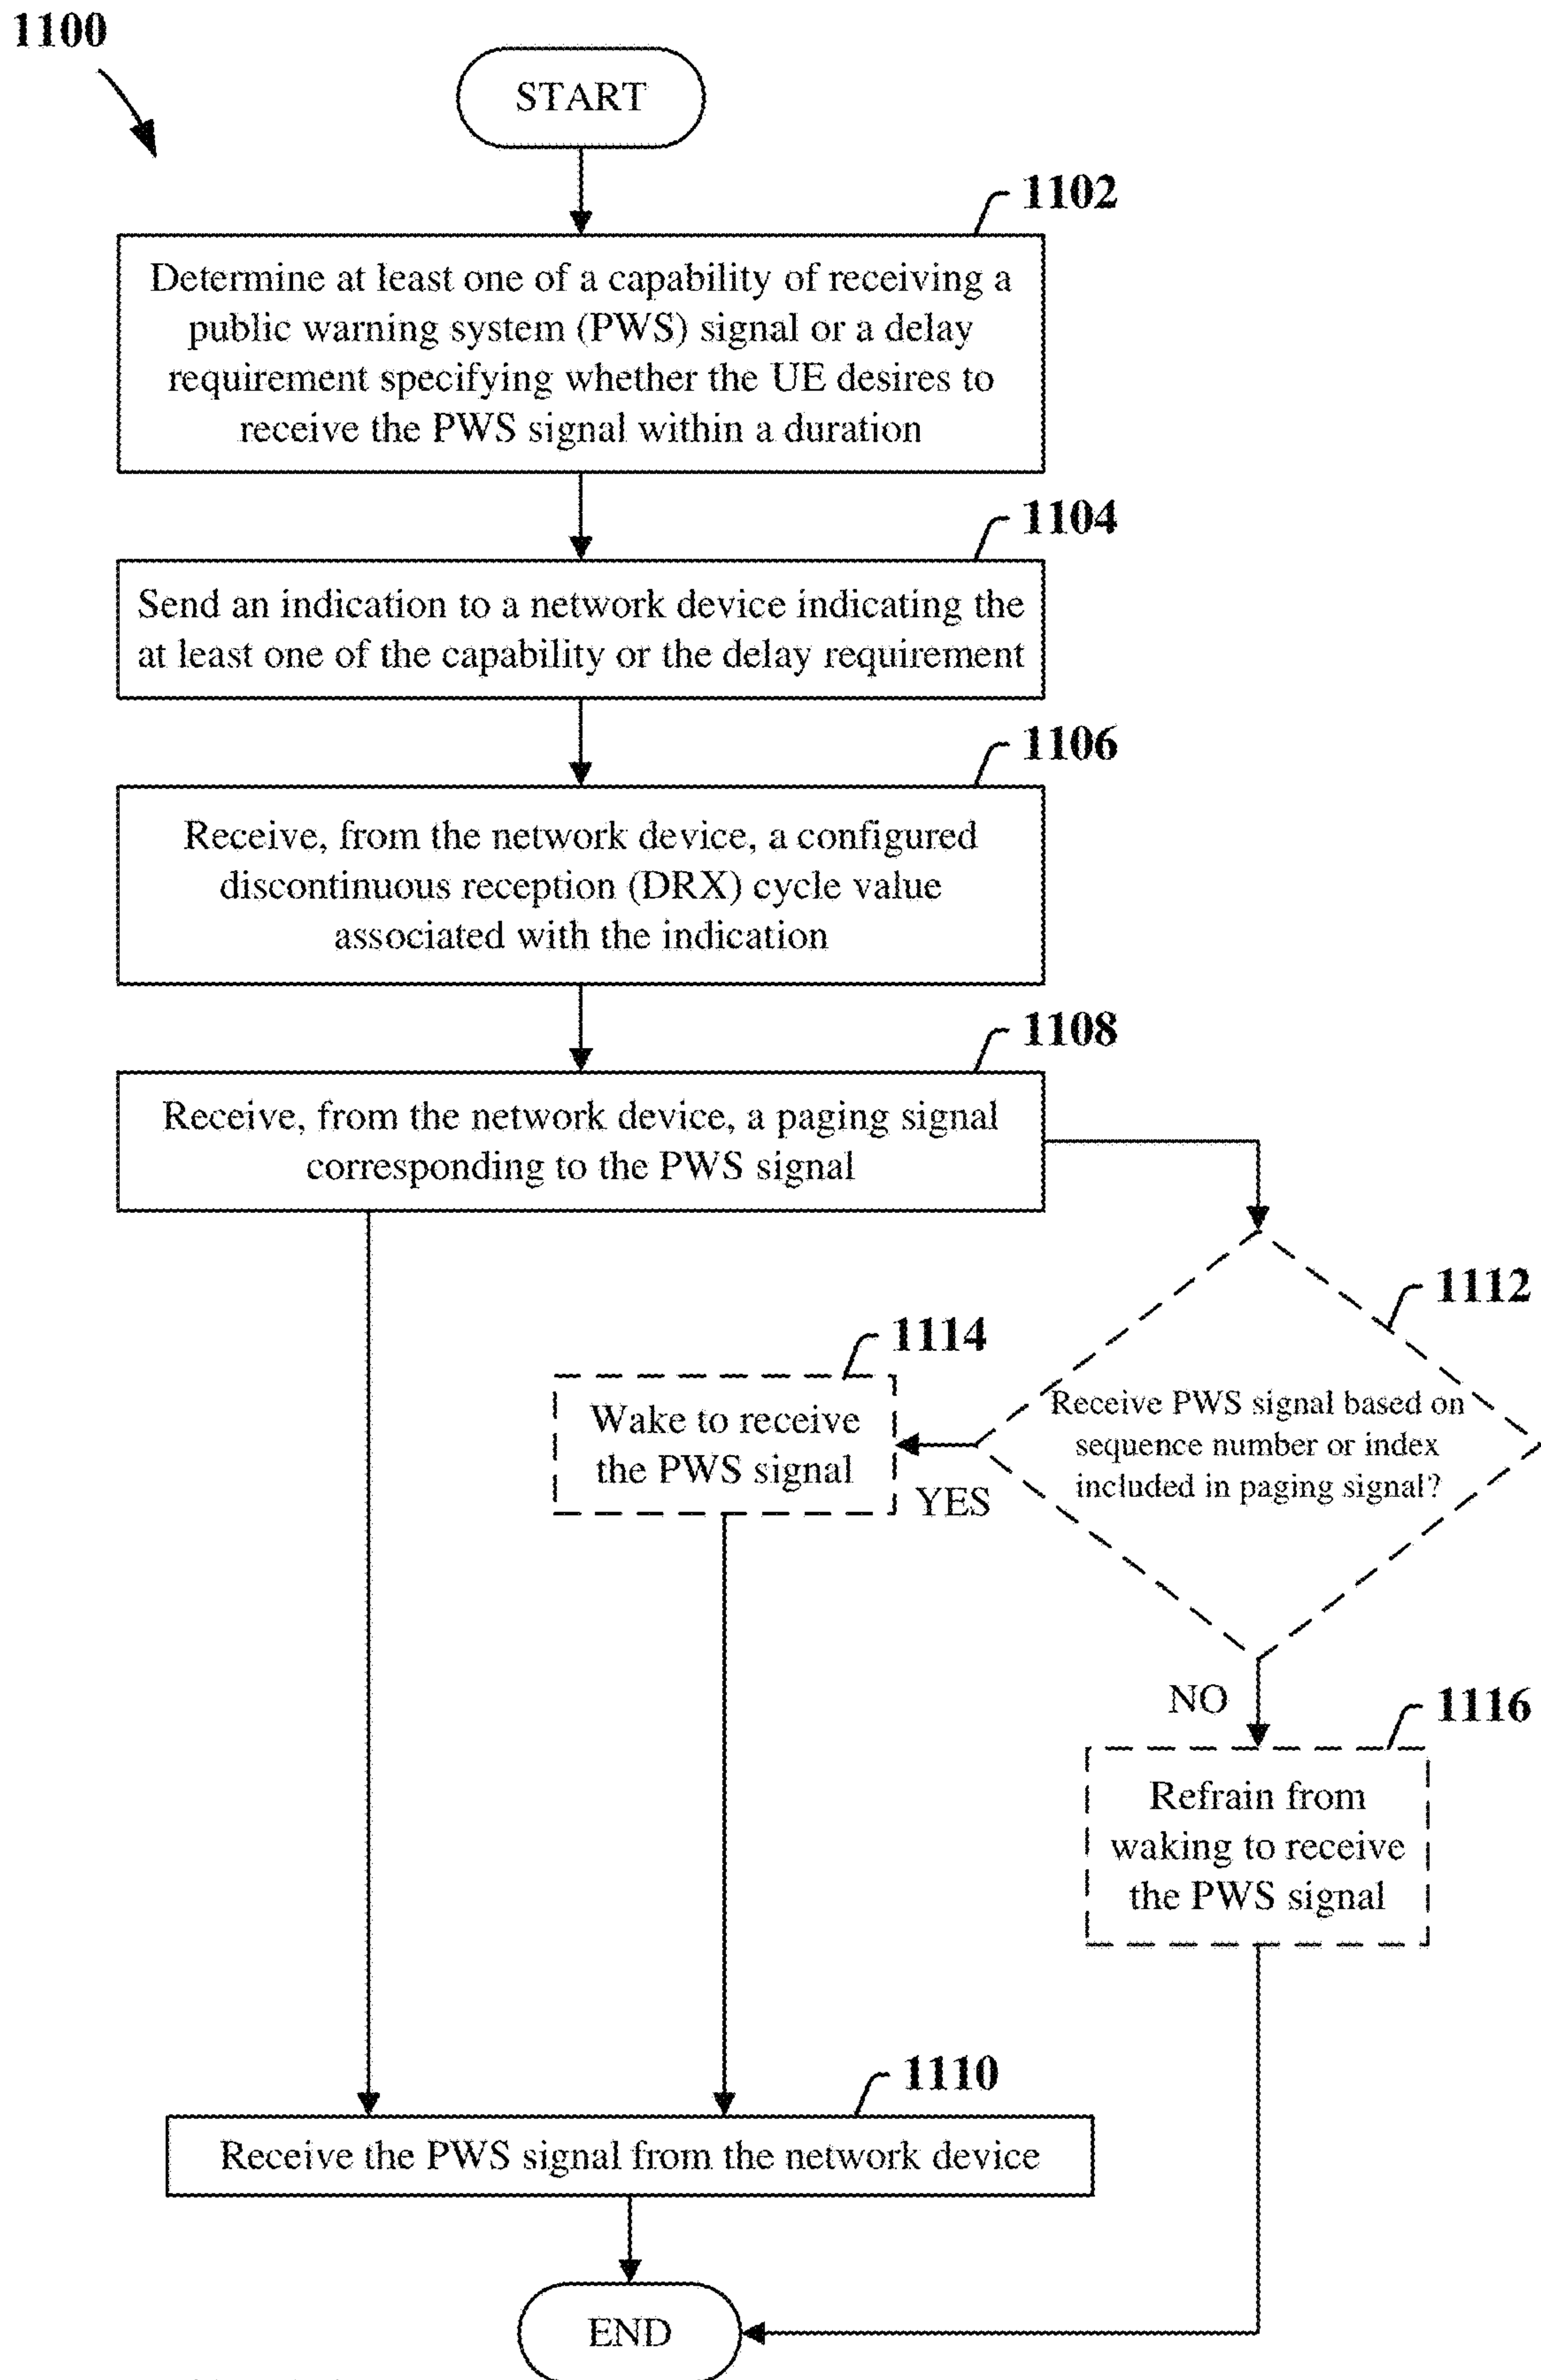 1100
START
1102
Determine at least one of a capability of receiving a
public warning system (PWS) signal or a delay
requirement specifying whether the UE desires to
receive the PWS signal within a duration
1104
Send an indication to a network device indicating the
at least one of the capability or the delay requirement
1106
Receive, from the network device, a configured
discontinuous reception (DRX) cycle value
associated with the indication
1108
Receive, from the network device, a paging signal
corresponding to the PWS signal
1112
Receive PWS signal based on
sequence number or index
included in paging signal?
1114
Wake to receive
the PWS signal
YES
NO
1116
Refrain from
waking to receive
the PWS signal
1110
Receive the PWS signal from the network device
END